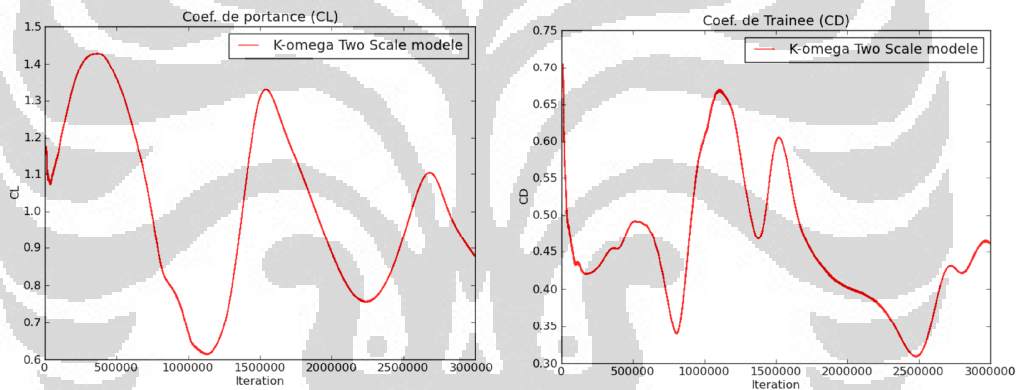 Coef. de portance (CL)
K-omega Two Scale modele
CL
1.5
1.4
1.3
1.2
1.1
1.0
0.9
0.8
0.7
0.6
0 500000 1000000 1500000 2000000 2500000 300000
Iteration
Coef. de Trainee (CD)
K-omega Two Scale modele
CD
0.75
0.70
0.65
0.60
0.55
0.50
0.45
0.40
0.35
0.30
0 500000 1000000 1500000 2000000 2500000 3000000
Iteration